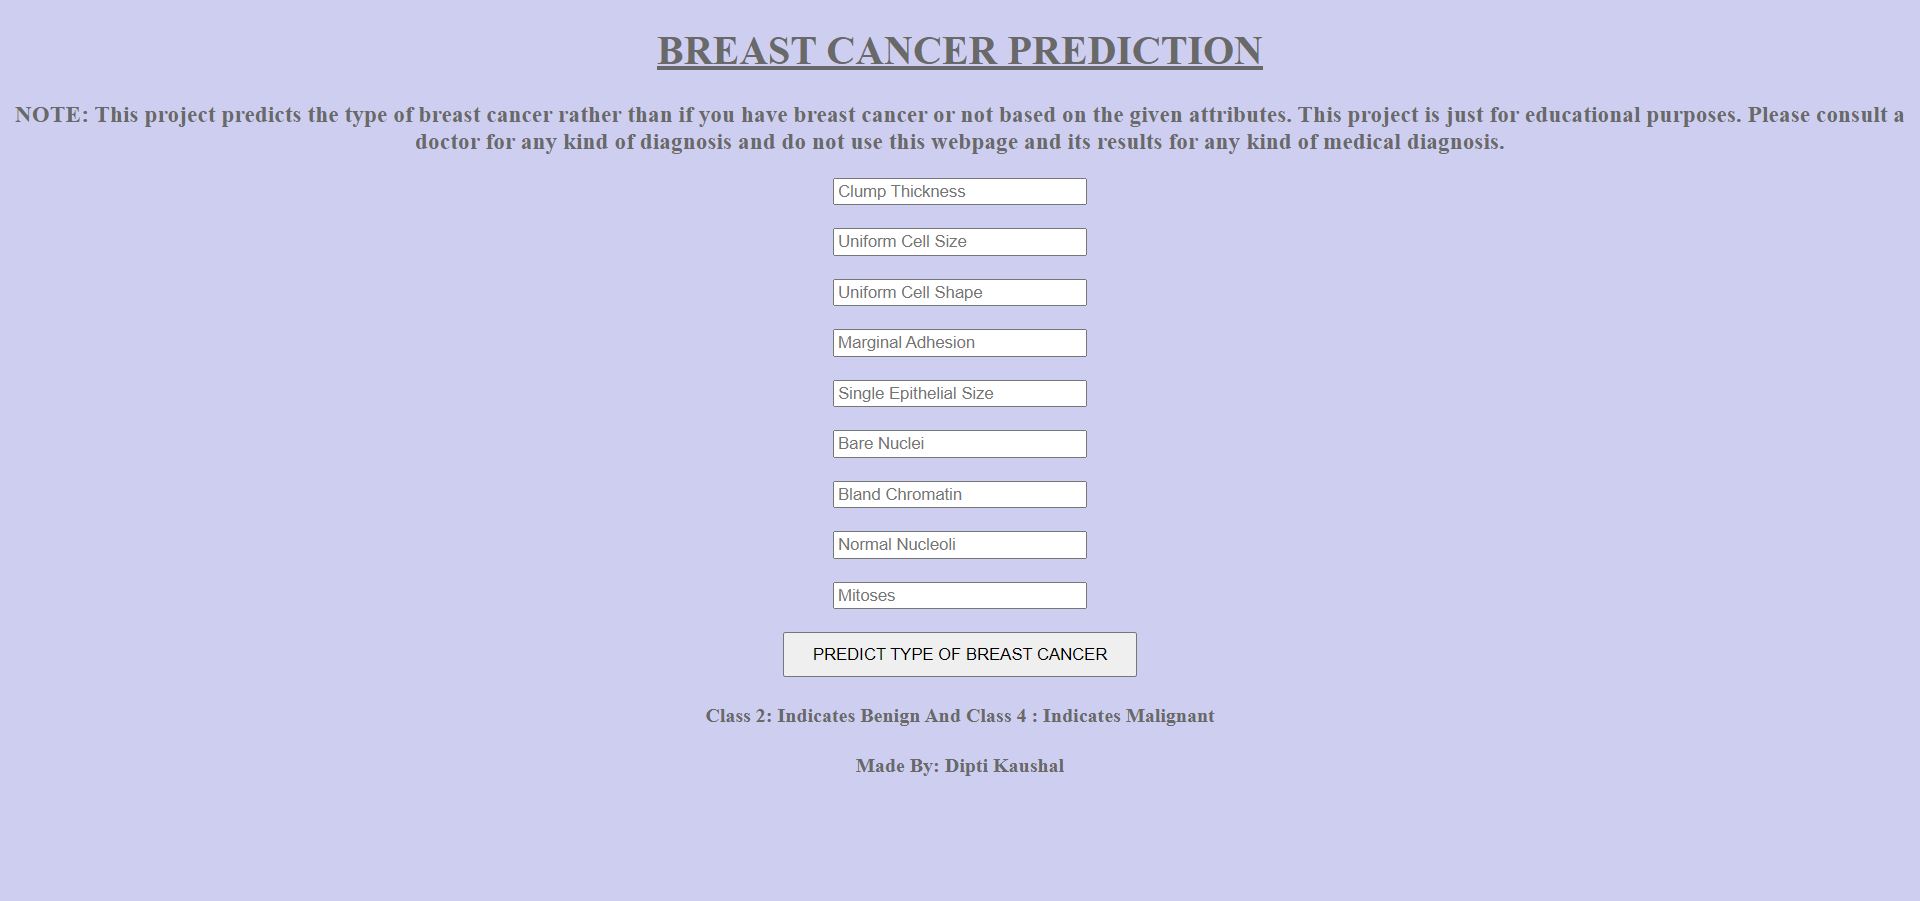 BREAST CANCER PREDICTION
NOTE: This project predicts the type of breast cancer rather than if you have breast cancer or not based on the given attributes. This project is just for educational purposes. Please consult a
doctor for any kind of diagnosis and do not use this webpage and its results for any kind of medical diagnosis.
Clump Thickness
Uniform Cell Size
Uniform Cell Shape
Marginal Adhesion
Single Epithelial Size
Bare Nuclei
Bland Chromatin
Normal Nucleoli
Mitoses
PREDICT TYPE OF BREAST CANCER
Class 2: Indicates Benign And Class 4 : Indicates Malignant
Made By: Dipti Kaushal